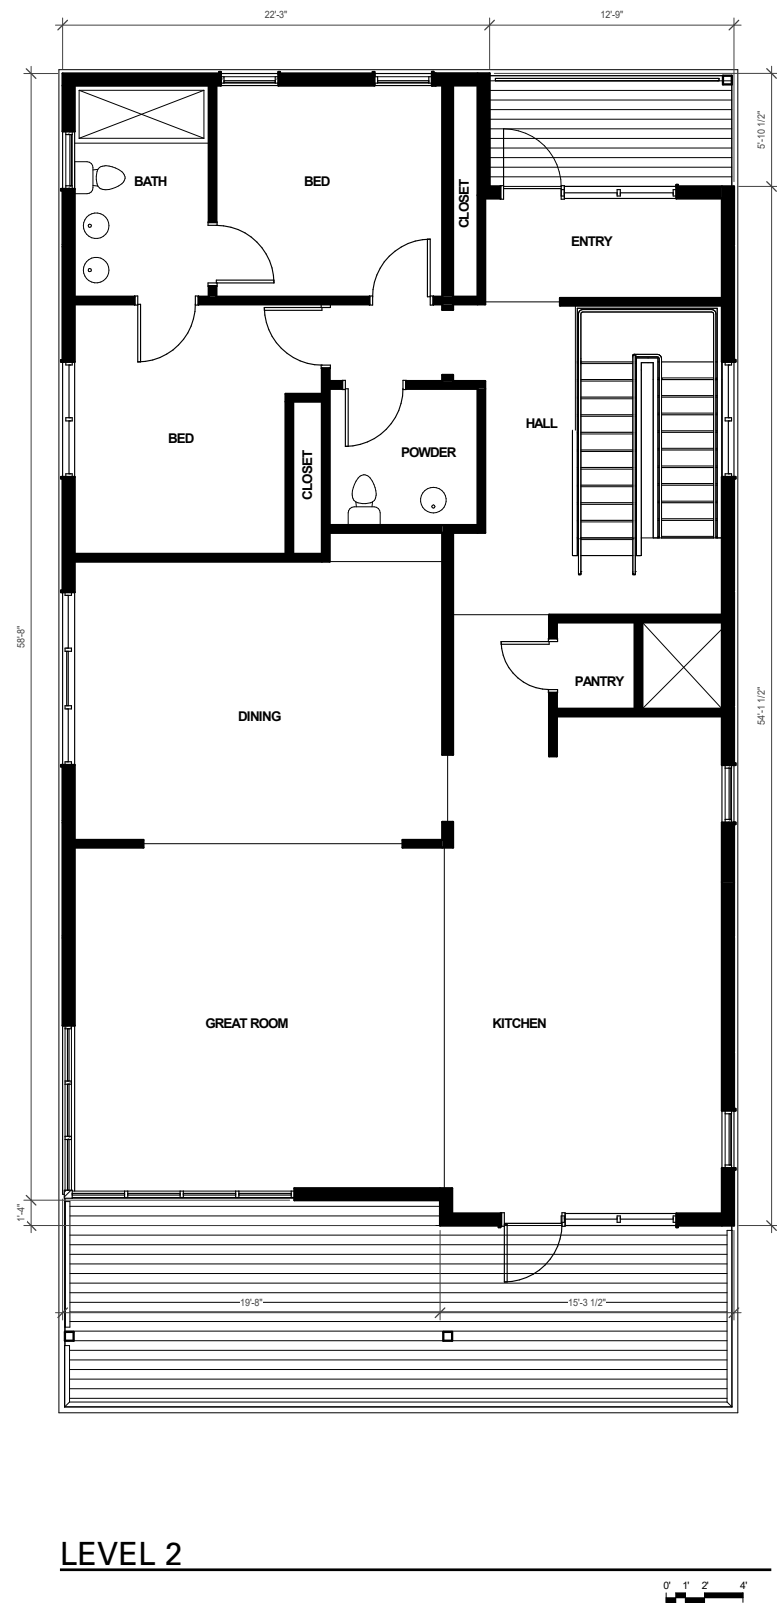 22'-3"
12'-9"
5'-10 1/2"
BATH
BED
CLOSET
ENTRY
HALL
BED
POWDER
CLOSET
58'-8"
PANTRY
54'-1 1/2"
DINING
GREAT ROOM
KITCHEN
1'-4"
19'-8"
15'-3 1/2"
LEVEL 2
0' 1' 2' 4'